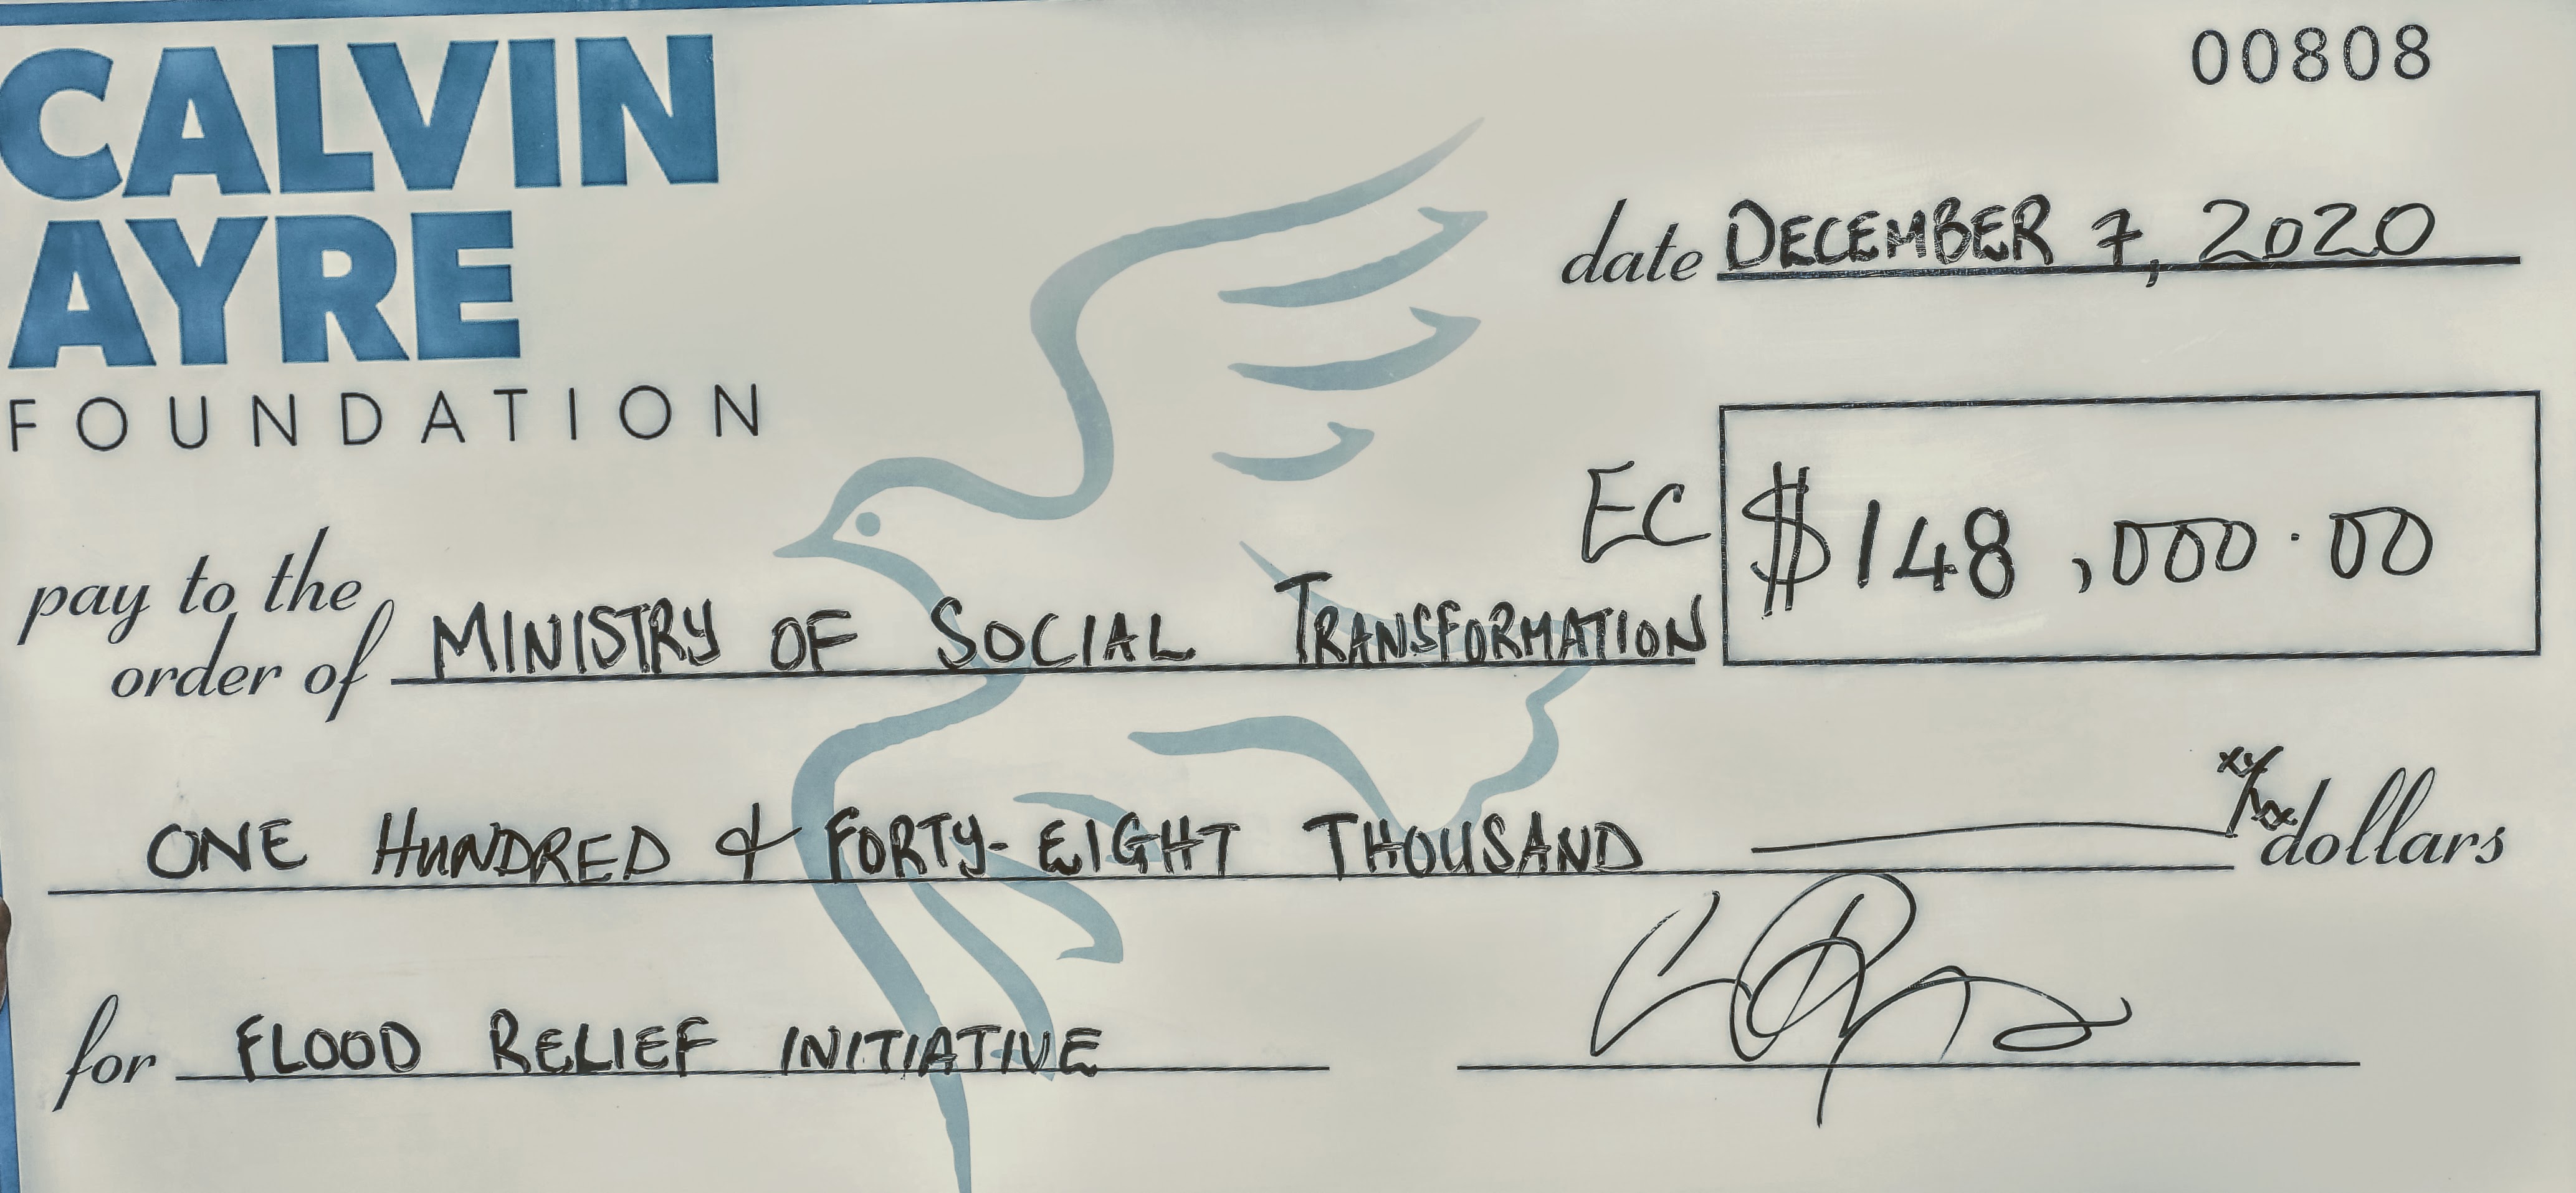 CALVIN
AYRE
FOUNDATION
00808
date DECEMBER 7, 2020
EC $148,000.00
pay to the
order of MINISTRY OF SOCIAL TRANSFORMATION
ONE HUNDRED & FORTY-EIGHT THOUSAND xx/xx dollars
for FLOOD RELIEF INITIATIVE